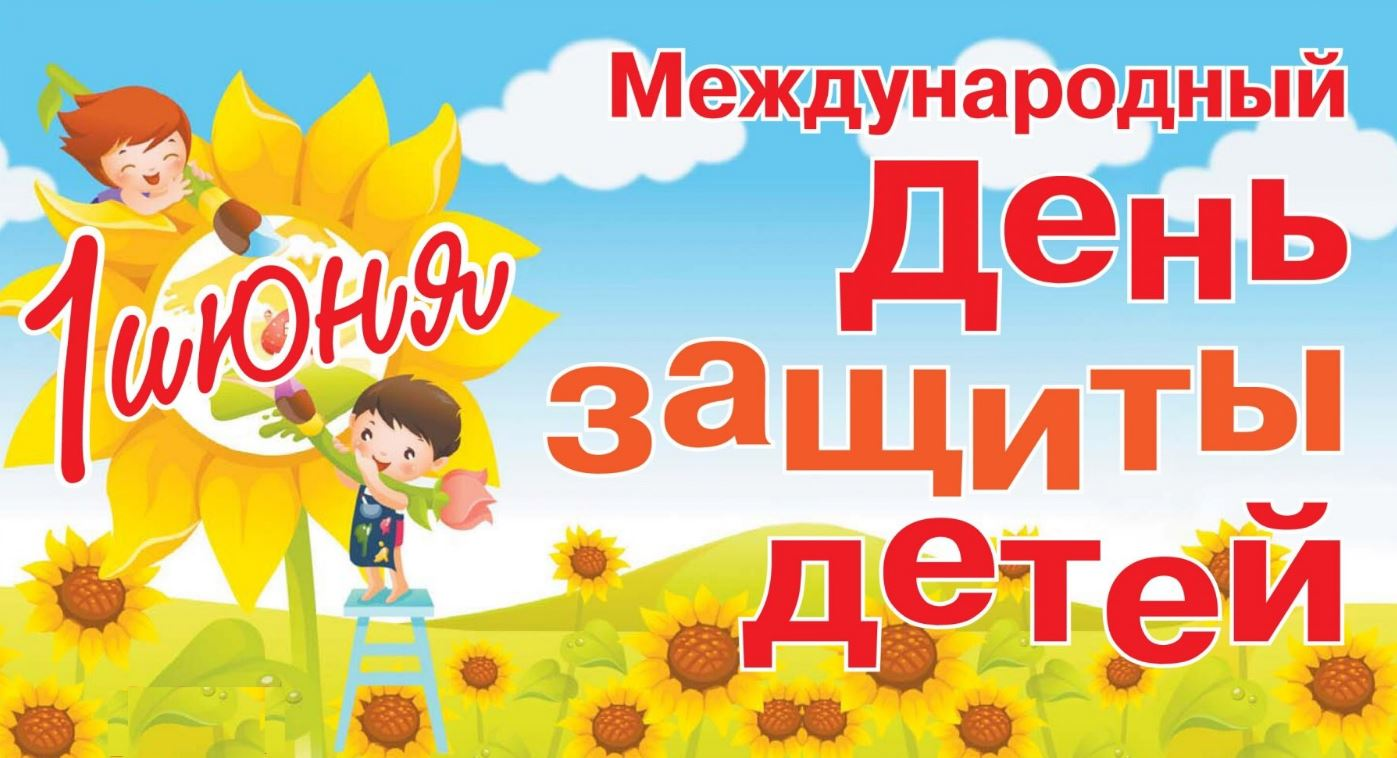 1 июня
Международный
День
защиты
детей